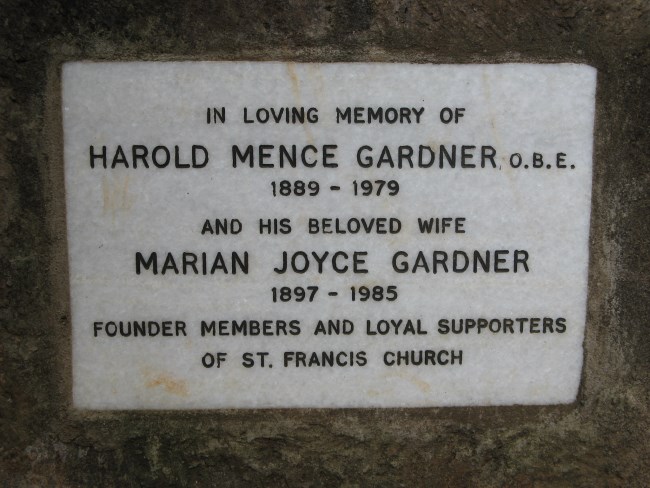 IN LOVING MEMORY OF
HAROLD MENCE GARDNER, O.B.E.
1889 - 1979
AND HIS BELOVED WIFE
MARIAN JOYCE GARDNER
1897 - 1985
FOUNDER MEMBERS AND LOYAL SUPPORTERS
OF ST. FRANCIS CHURCH